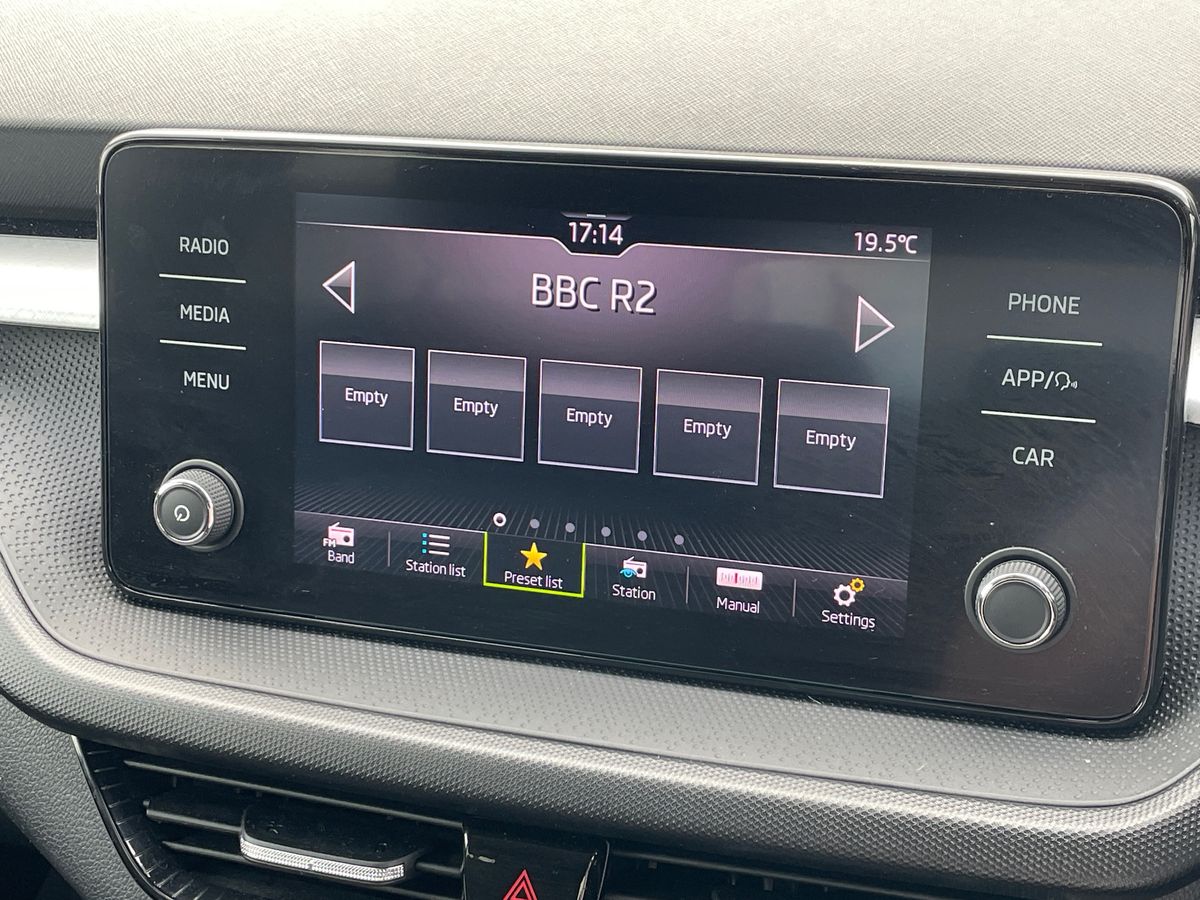 RADIO
MEDIA
MENU
17:14
19.5°C
BBC R2
Empty
Empty
Empty
Empty
Empty
FM
Band
Station list
Preset list
Station
Manual
Settings
PHONE
APP/
CAR